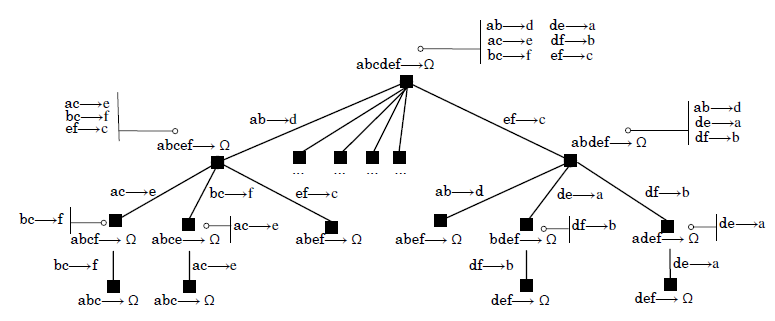 ab⟶d de⟶a
ac⟶e df⟶b
bc⟶f ef⟶c
abcdef⟶Ω
ac⟶e
bc⟶f
ef⟶c
ab⟶d
de⟶a
df⟶b
ab⟶d
ef⟶c
abcef⟶ Ω
abdef⟶ Ω
... ... ... ...
ac⟶e
bc⟶f
ef⟶c
ab⟶d
de⟶a
df⟶b
bc⟶f
ac⟶e
df⟶b
de⟶a
abcf⟶ Ω
abce⟶ Ω
abef⟶ Ω
abef⟶ Ω
bdef⟶ Ω
adef⟶ Ω
bc⟶f
ac⟶e
df⟶b
de⟶a
abc⟶ Ω
abc⟶ Ω
def⟶ Ω
def⟶ Ω